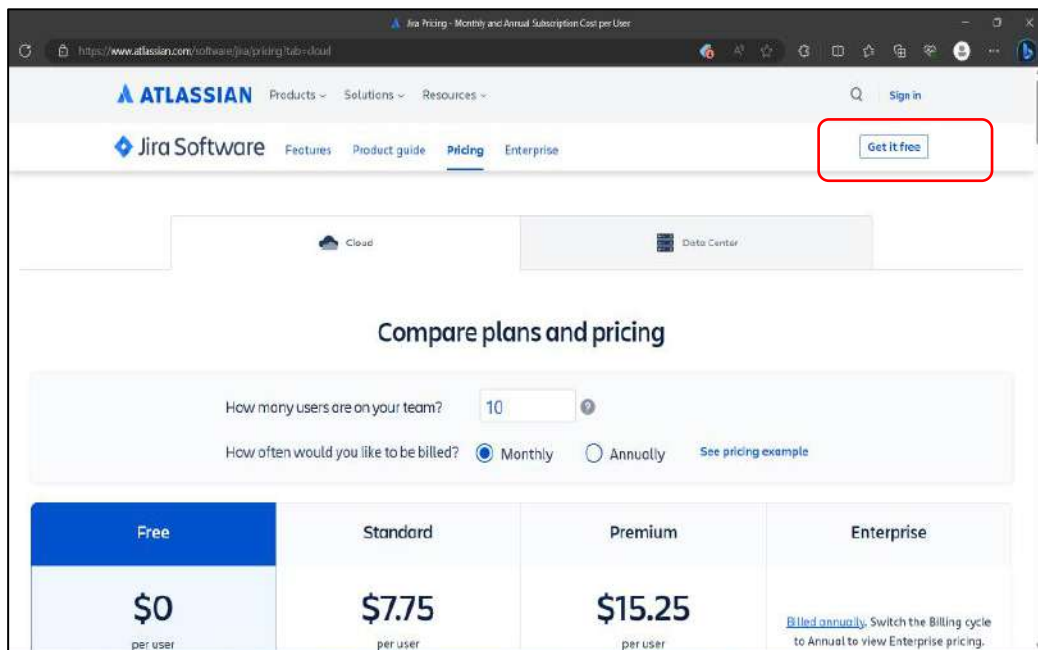 Jira Pricing - Monthly and Annual Subscription Cost per User
https://www.atlassian.com/software/jira/pricing?tab=cloud
ATLASSIAN Products Solutions Resources Sign in
Jira Software Features Product guide Pricing Enterprise Get it free
Cloud Data Center
Compare plans and pricing
How many users are on your team? 10 ?
How often would you like to be billed? Monthly Annually See pricing example
Free Standard Premium Enterprise
$0 $7.75 $15.25
Billed annually. Switch the Billing cycle
per user per user per user to Annual to view Enterprise pricing.